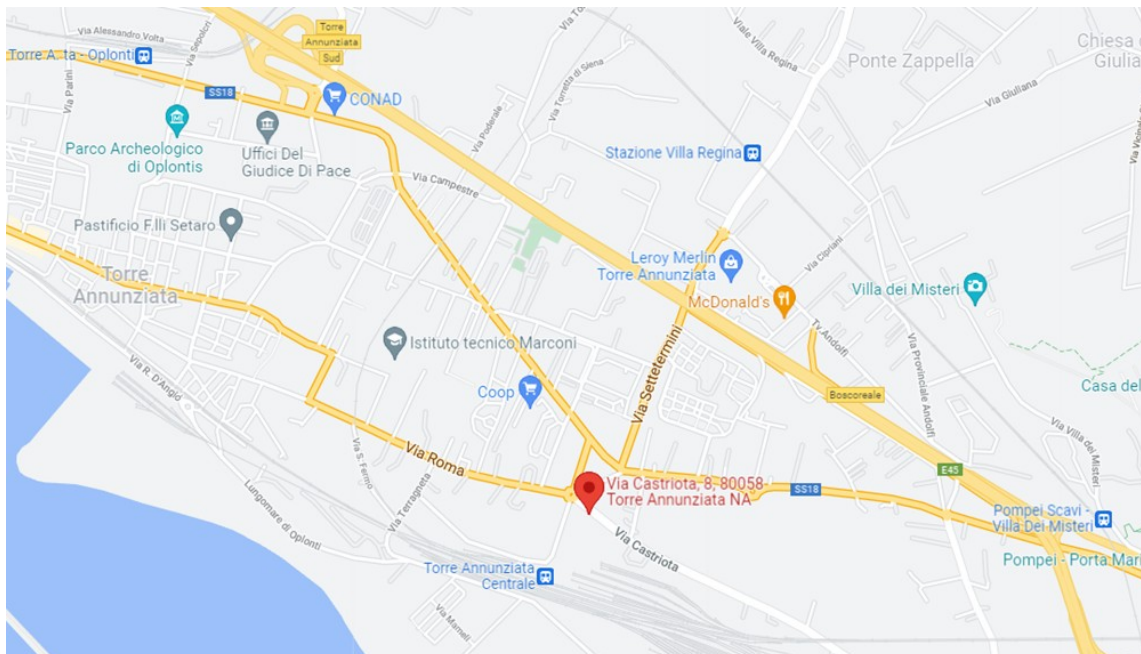 Via Alessandro Volta
Torre A. ta - Oplonti
Via Sepolcri
Via Parini
Torre
Annunziata
Sud
SS18
CONAD
Parco Archeologico
di Oplontis
Uffici Del
Giudice Di Pace
Via Poderale
Via Torretta di Siena
Viale Villa Regina
Ponte Zappella
Via Giuliana
Stazione Villa Regina
Via Campestre
Pastificio F.lli Setaro
Torre
Annunziata
Leroy Merlin
Torre Annunziata
McDonald's
Via Cipriani
Villa dei Misteri
Tv. Andolfi
Istituto tecnico Marconi
Via Settetermini
Via Provinciale Andolfi
Coop
Boscoreale
Casa del
Via R. D'Angiò
Via Roma
Via S. Fermo
Via Villa dei Misteri
E45
Via Castriota, 8, 80058
Torre Annunziata NA
SS18
Via Terragneta
Lungomare di Oplonti
Via Castriota
Pompei Scavi -
Villa Dei Misteri
Pompei - Porta Mari
Torre Annunziata
Centrale
Via Mameli